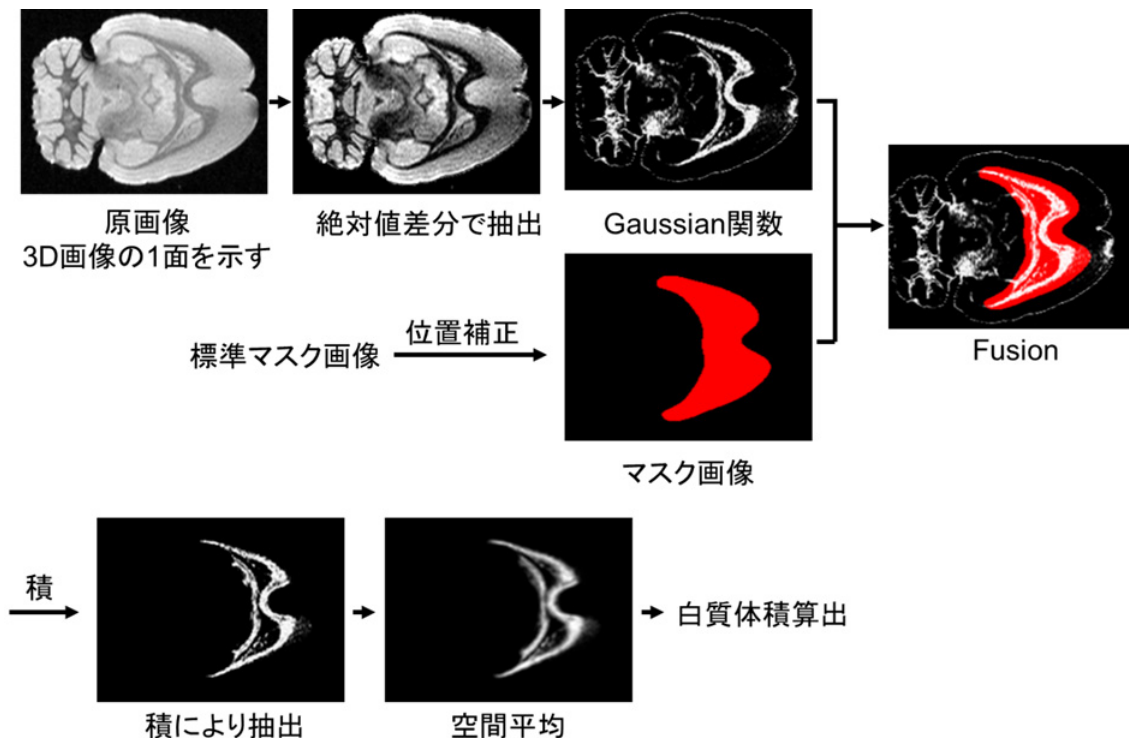 原画像
3D画像の1面を示す
絶対値差分で抽出
Gaussian関数
Fusion
標準マスク画像
位置補正
マスク画像
積
積により抽出
空間平均
白質体積算出